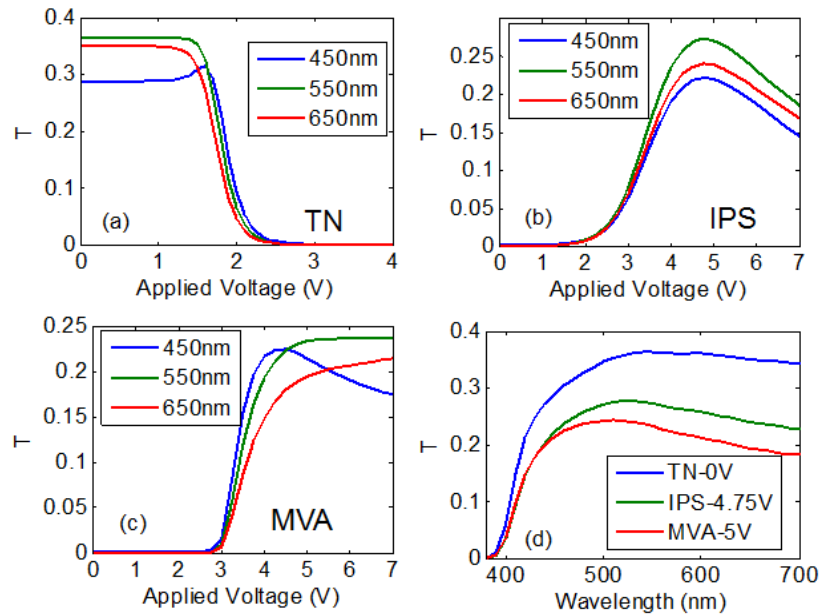 0.4
0.3
0.2
0.1
0
T
450nm
550nm
650nm
(a)
TN
0
1
2
3
4
Applied Voltage (V)
0.25
0.2
0.15
0.1
0.05
0
T
450nm
550nm
650nm
(b)
IPS
0
1
2
3
4
5
6
7
Applied Voltage (V)
0.25
0.2
0.15
0.1
0.05
0
T
450nm
550nm
650nm
(c)
MVA
0
1
2
3
4
5
6
7
Applied Voltage (V)
0.4
0.3
0.2
0.1
0
T
TN-0V
IPS-4.75V
MVA-5V
(d)
400
500
600
700
Wavelength (nm)